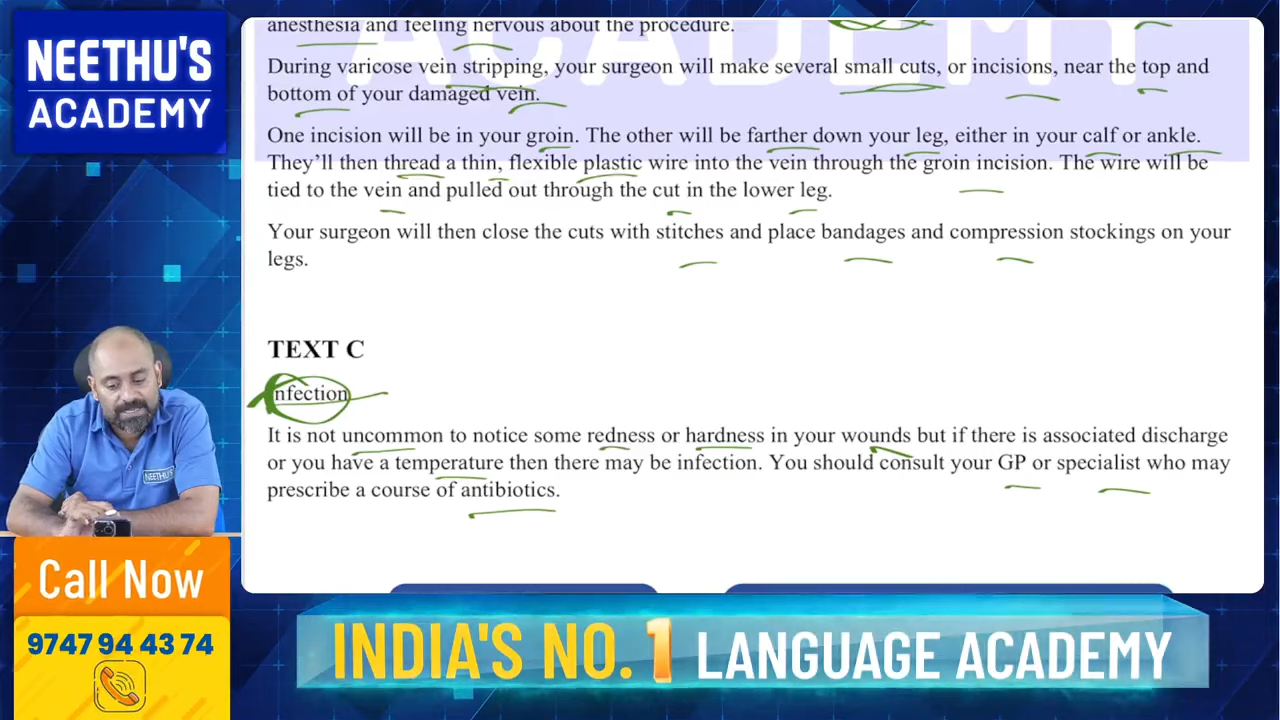 NEETHU'S
ACADEMY
ACADEMY
anesthesia and feeling nervous about the procedure.
During varicose vein stripping, your surgeon will make several small cuts, or incisions, near the top and
bottom of your damaged vein.
One incision will be in your groin. The other will be farther down your leg, either in your calf or ankle.
They'll then thread a thin, flexible plastic wire into the vein through the groin incision. The wire will be
tied to the vein and pulled out through the cut in the lower leg.
Your surgeon will then close the cuts with stitches and place bandages and compression stockings on your
legs.
TEXT C
nfection
It is not uncommon to notice some redness or hardness in your wounds but if there is associated discharge
or you have a temperature then there may be infection. You should consult your GP or specialist who may
prescribe a course of antibiotics.
NEETHU'S
Call Now
9747 94 43 74
INDIA'S NO. 1 LANGUAGE ACADEMY